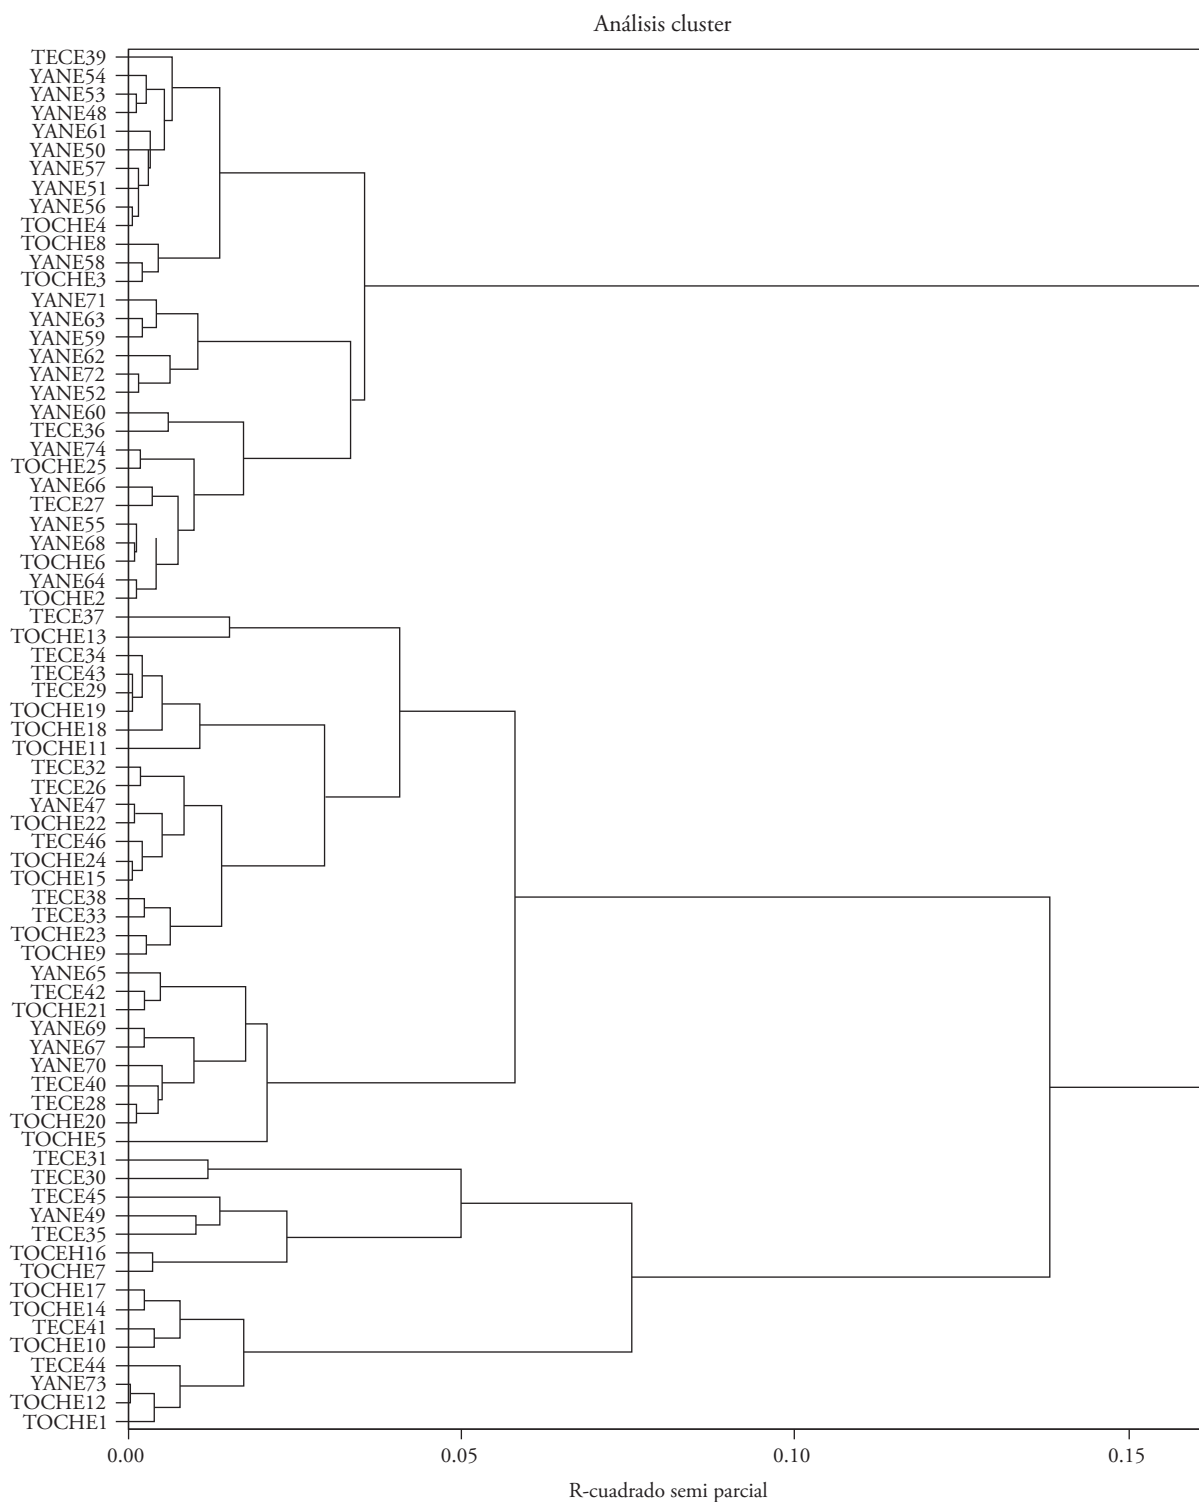 Análisis cluster
TECE39
YANE54
YANE53
YANE48
YANE61
YANE50
YANE57
YANE51
YANE56
TOCHE4
TOCHE8
YANE58
TOCHE3
YANE71
YANE63
YANE59
YANE62
YANE72
YANE52
YANE60
TECE36
YANE74
TOCHE25
YANE66
TECE27
YANE55
YANE68
TOCHE6
YANE64
TOCHE2
TECE37
TOCHE13
TECE34
TECE43
TECE29
TOCHE19
TOCHE18
TOCHE11
TECE32
TECE26
YANE47
TOCHE22
TECE46
TOCHE24
TOCHE15
TECE38
TECE33
TOCHE23
TOCHE9
YANE65
TECE42
TOCHE21
YANE69
YANE67
YANE70
TECE40
TECE28
TOCHE20
TOCHE5
TECE31
TECE30
TECE45
YANE49
TECE35
TOCEH16
TOCHE7
TOCHE17
TOCHE14
TECE41
TOCHE10
TECE44
YANE73
TOCHE12
TOCHE1
0.00 0.05 0.10 0.15
R-cuadrado semi parcial